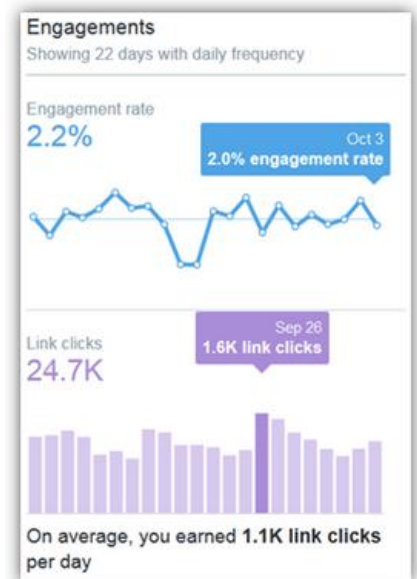 Engagements
Showing 22 days with daily frequency
Engagement rate
2.2%
Oct 3
2.0% engagement rate
Link clicks
24.7K
Sep 26
1.6K link clicks
On average, you earned 1.1K link clicks
per day